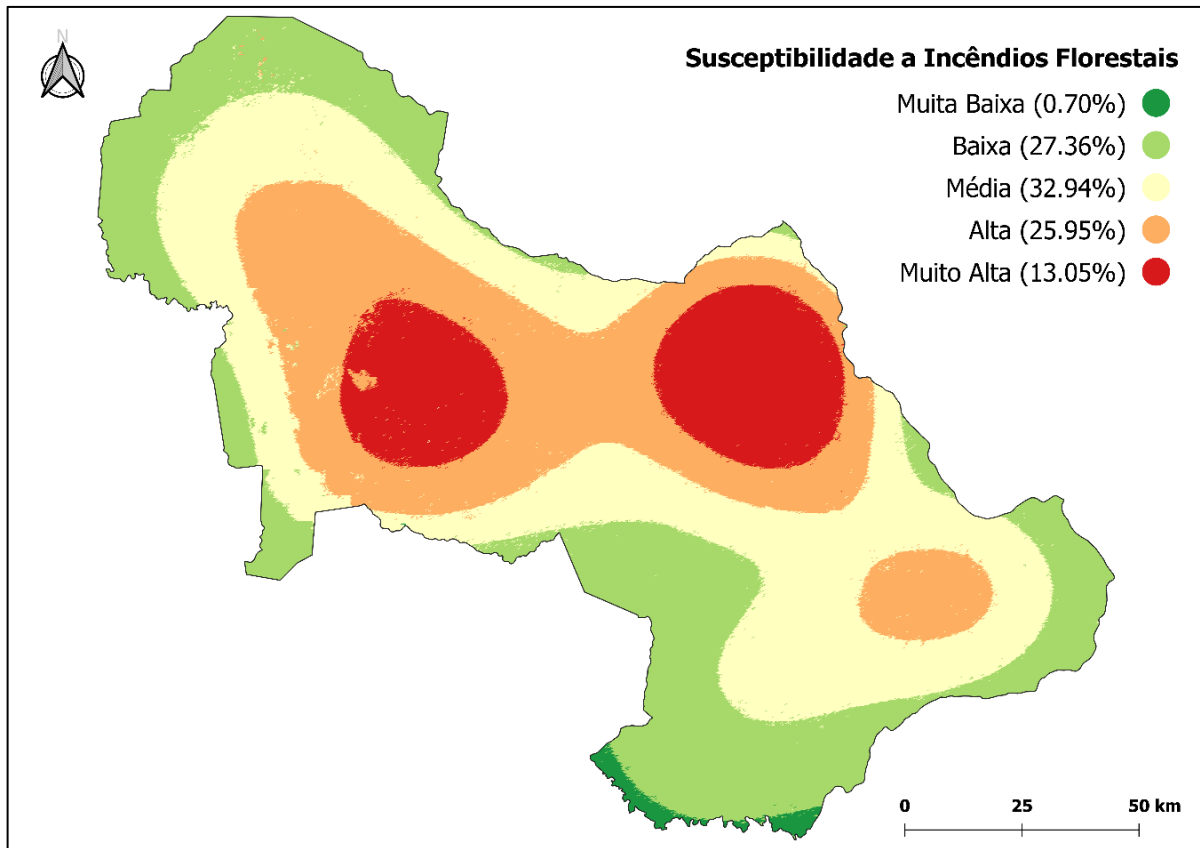 N
Susceptibilidade a Incêndios Florestais
Muita Baixa (0.70%)
Baixa (27.36%)
Média (32.94%)
Alta (25.95%)
Muito Alta (13.05%)
0 25 50 km